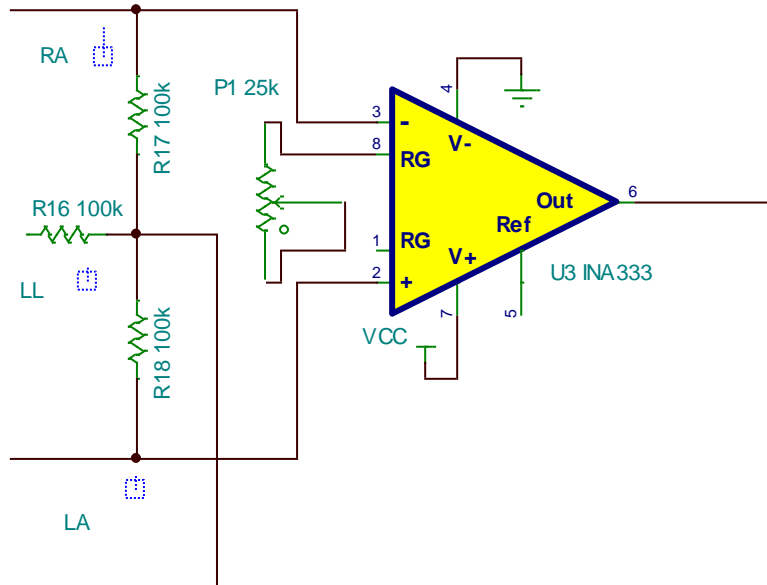 RA
P1 25k
4
3
-
V-
8
RG
R17 100k
R16 100k
Out
6
Ref
1
RG
V+
U3 INA333
LL
2
+
R18 100k
VCC
7
5
LA